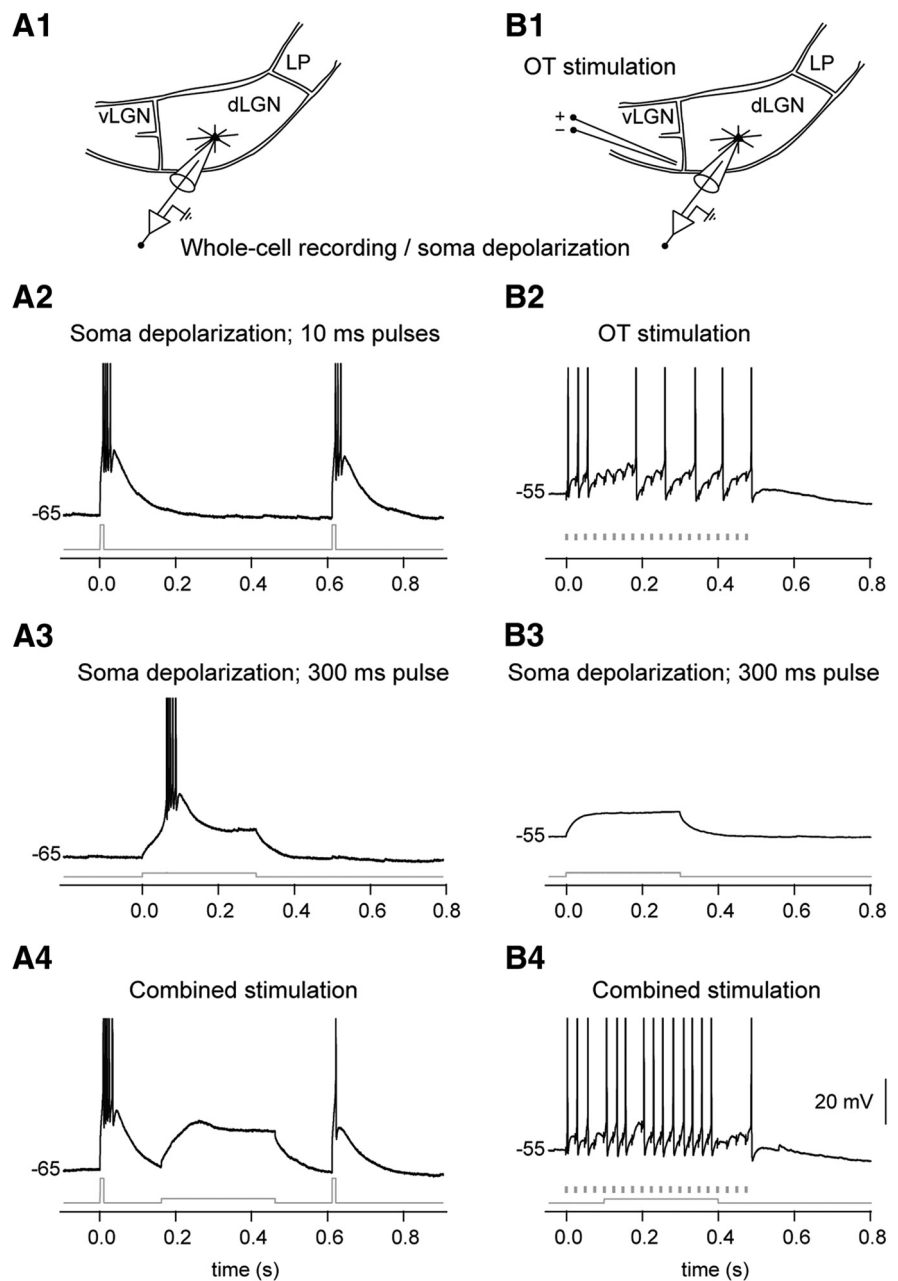 A1
B1
OT stimulation
LP
LP
vLGN
dLGN
vLGN
dLGN
+
−
Whole-cell recording / soma depolarization
A2
B2
Soma depolarization; 10 ms pulses
OT stimulation
-65
-55
0.0 0.2 0.4 0.6 0.8
0.0 0.2 0.4 0.6 0.8
A3
B3
Soma depolarization; 300 ms pulse
Soma depolarization; 300 ms pulse
-65
-55
0.0 0.2 0.4 0.6 0.8
0.0 0.2 0.4 0.6 0.8
A4
B4
Combined stimulation
Combined stimulation
20 mV
-65
-55
0.0 0.2 0.4 0.6 0.8
0.0 0.2 0.4 0.6 0.8
time (s)
time (s)